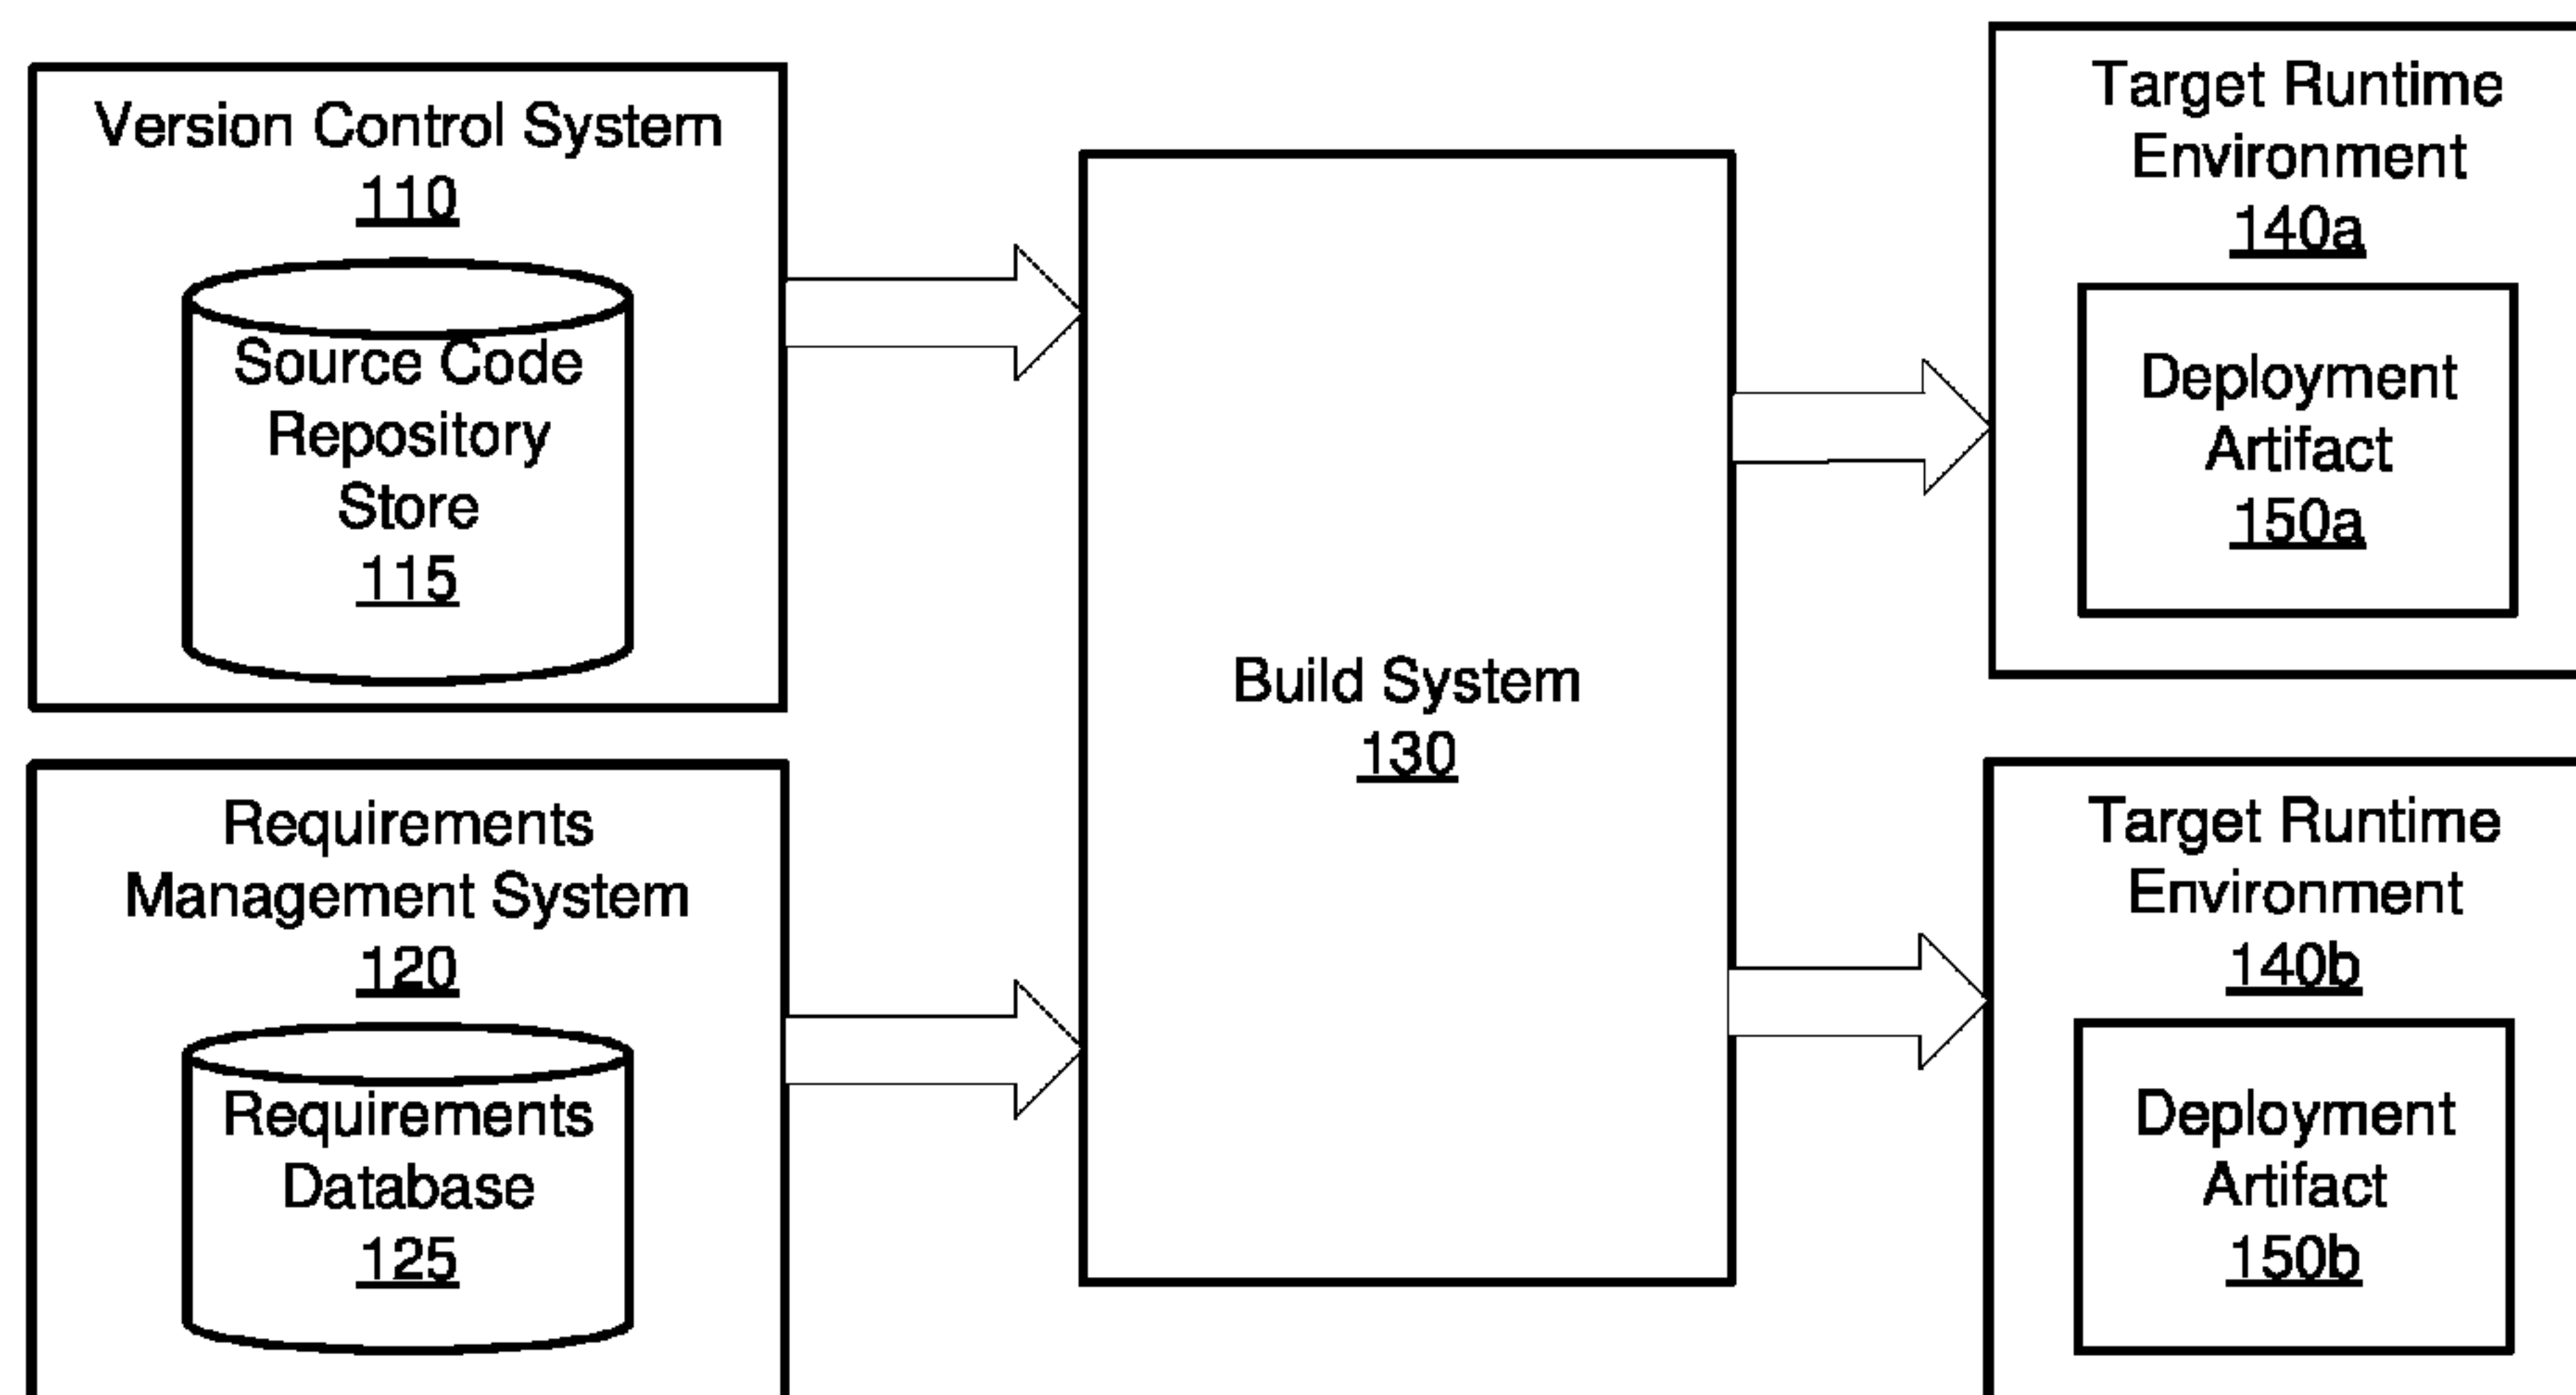 Version Control System
110
Source Code
Repository
Store
115
Requirements
Management System
120
Requirements
Database
125
Build System
130
Target Runtime
Environment
140a
Deployment
Artifact
150a
Target Runtime
Environment
140b
Deployment
Artifact
150b